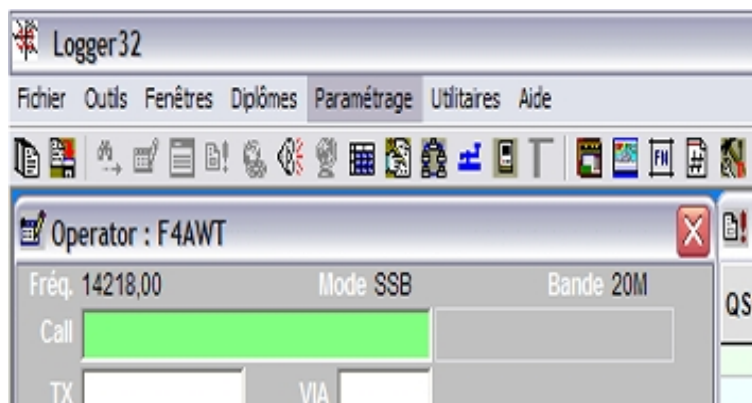 Logger32
Fichier Outils Fenêtres Diplômes Paramétrage Utilitaires Aide
Operator : F4AWT
Fréq. 14218,00 Mode SSB Bande 20M
QS
Call
TX VIA